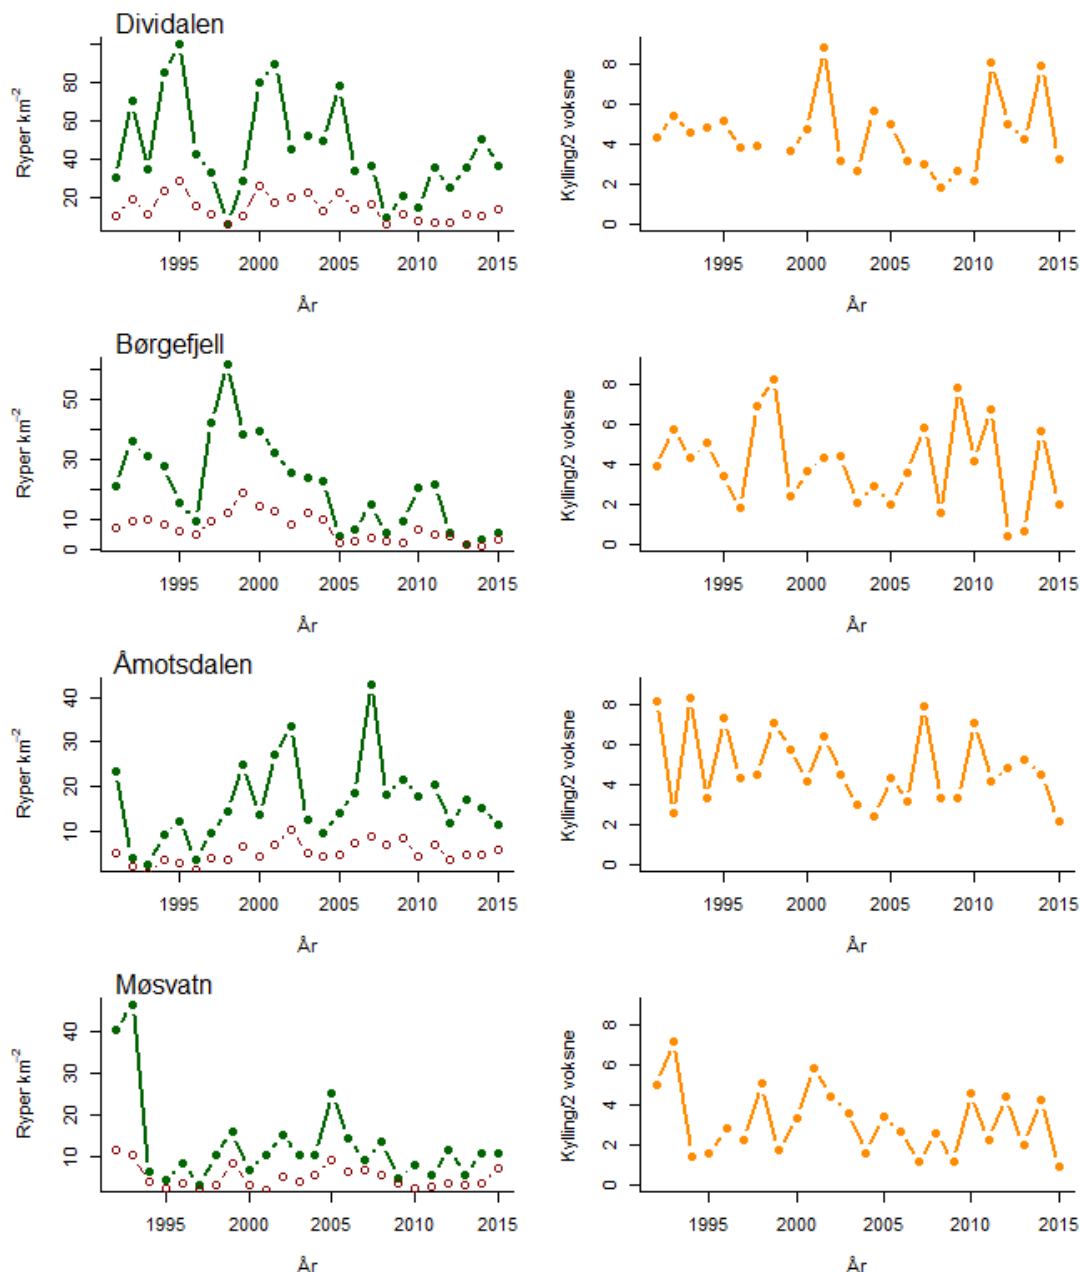 Dividalen
Ryper km⁻²
20 40 60 80
1995 2000 2005 2010 2015
År
Kylling/2 voksne
0 2 4 6 8
1995 2000 2005 2010 2015
År
Børgefjell
Ryper km⁻²
0 10 30 50
1995 2000 2005 2010 2015
År
Kylling/2 voksne
0 2 4 6 8
1995 2000 2005 2010 2015
År
Åmotsdalen
Ryper km⁻²
10 20 30 40
1995 2000 2005 2010 2015
År
Kylling/2 voksne
0 2 4 6 8
1995 2000 2005 2010 2015
År
Møsvatn
Ryper km⁻²
10 20 30 40
1995 2000 2005 2010 2015
År
Kylling/2 voksne
0 2 4 6 8
1995 2000 2005 2010 2015
År